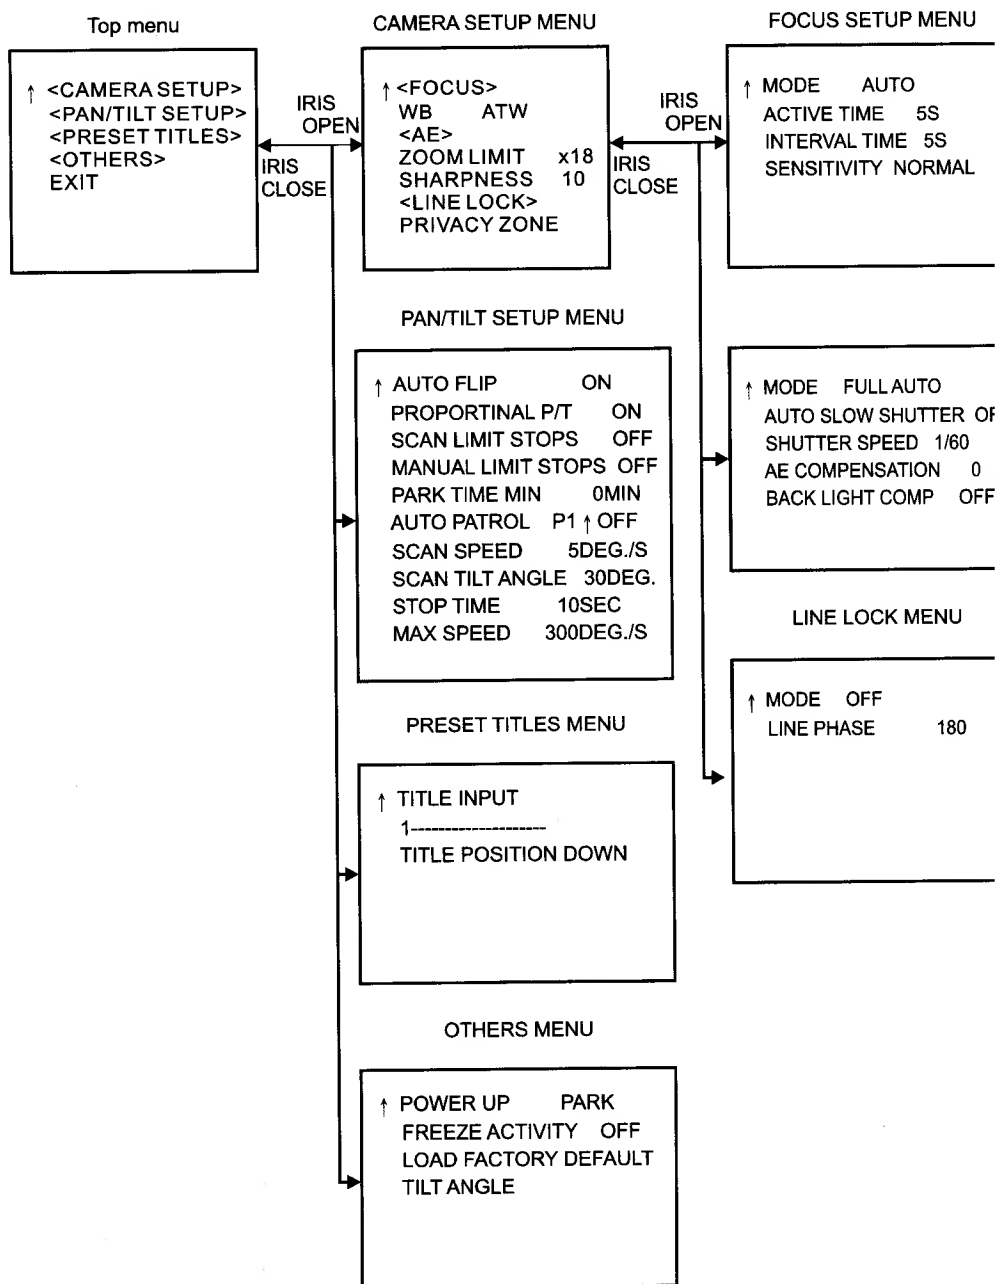 Top menu
↑ <CAMERA SETUP>
<PAN/TILT SETUP>
<PRESET TITLES>
<OTHERS>
EXIT
IRIS
OPEN
IRIS
CLOSE
CAMERA SETUP MENU
↑ <FOCUS>
WB ATW
<AE>
ZOOM LIMIT x18
SHARPNESS 10
<LINE LOCK>
PRIVACY ZONE
IRIS
OPEN
IRIS
CLOSE
FOCUS SETUP MENU
↑ MODE AUTO
ACTIVE TIME 5S
INTERVAL TIME 5S
SENSITIVITY NORMAL
PAN/TILT SETUP MENU
↑ AUTO FLIP ON
PROPORTINAL P/T ON
SCAN LIMIT STOPS OFF
MANUAL LIMIT STOPS OFF
PARK TIME MIN 0MIN
AUTO PATROL P1 ↑ OFF
SCAN SPEED 5DEG./S
SCAN TILT ANGLE 30DEG.
STOP TIME 10SEC
MAX SPEED 300DEG./S
↑ MODE FULL AUTO
AUTO SLOW SHUTTER
SHUTTER SPEED 1/60
AE COMPENSATION 0
BACK LIGHT COMP OFF
LINE LOCK MENU
↑ MODE OFF
LINE PHASE 180
PRESET TITLES MENU
↑ TITLE INPUT
1--------------------
TITLE POSITION DOWN
OTHERS MENU
↑ POWER UP PARK
FREEZE ACTIVITY OFF
LOAD FACTORY DEFAULT
TILT ANGLE